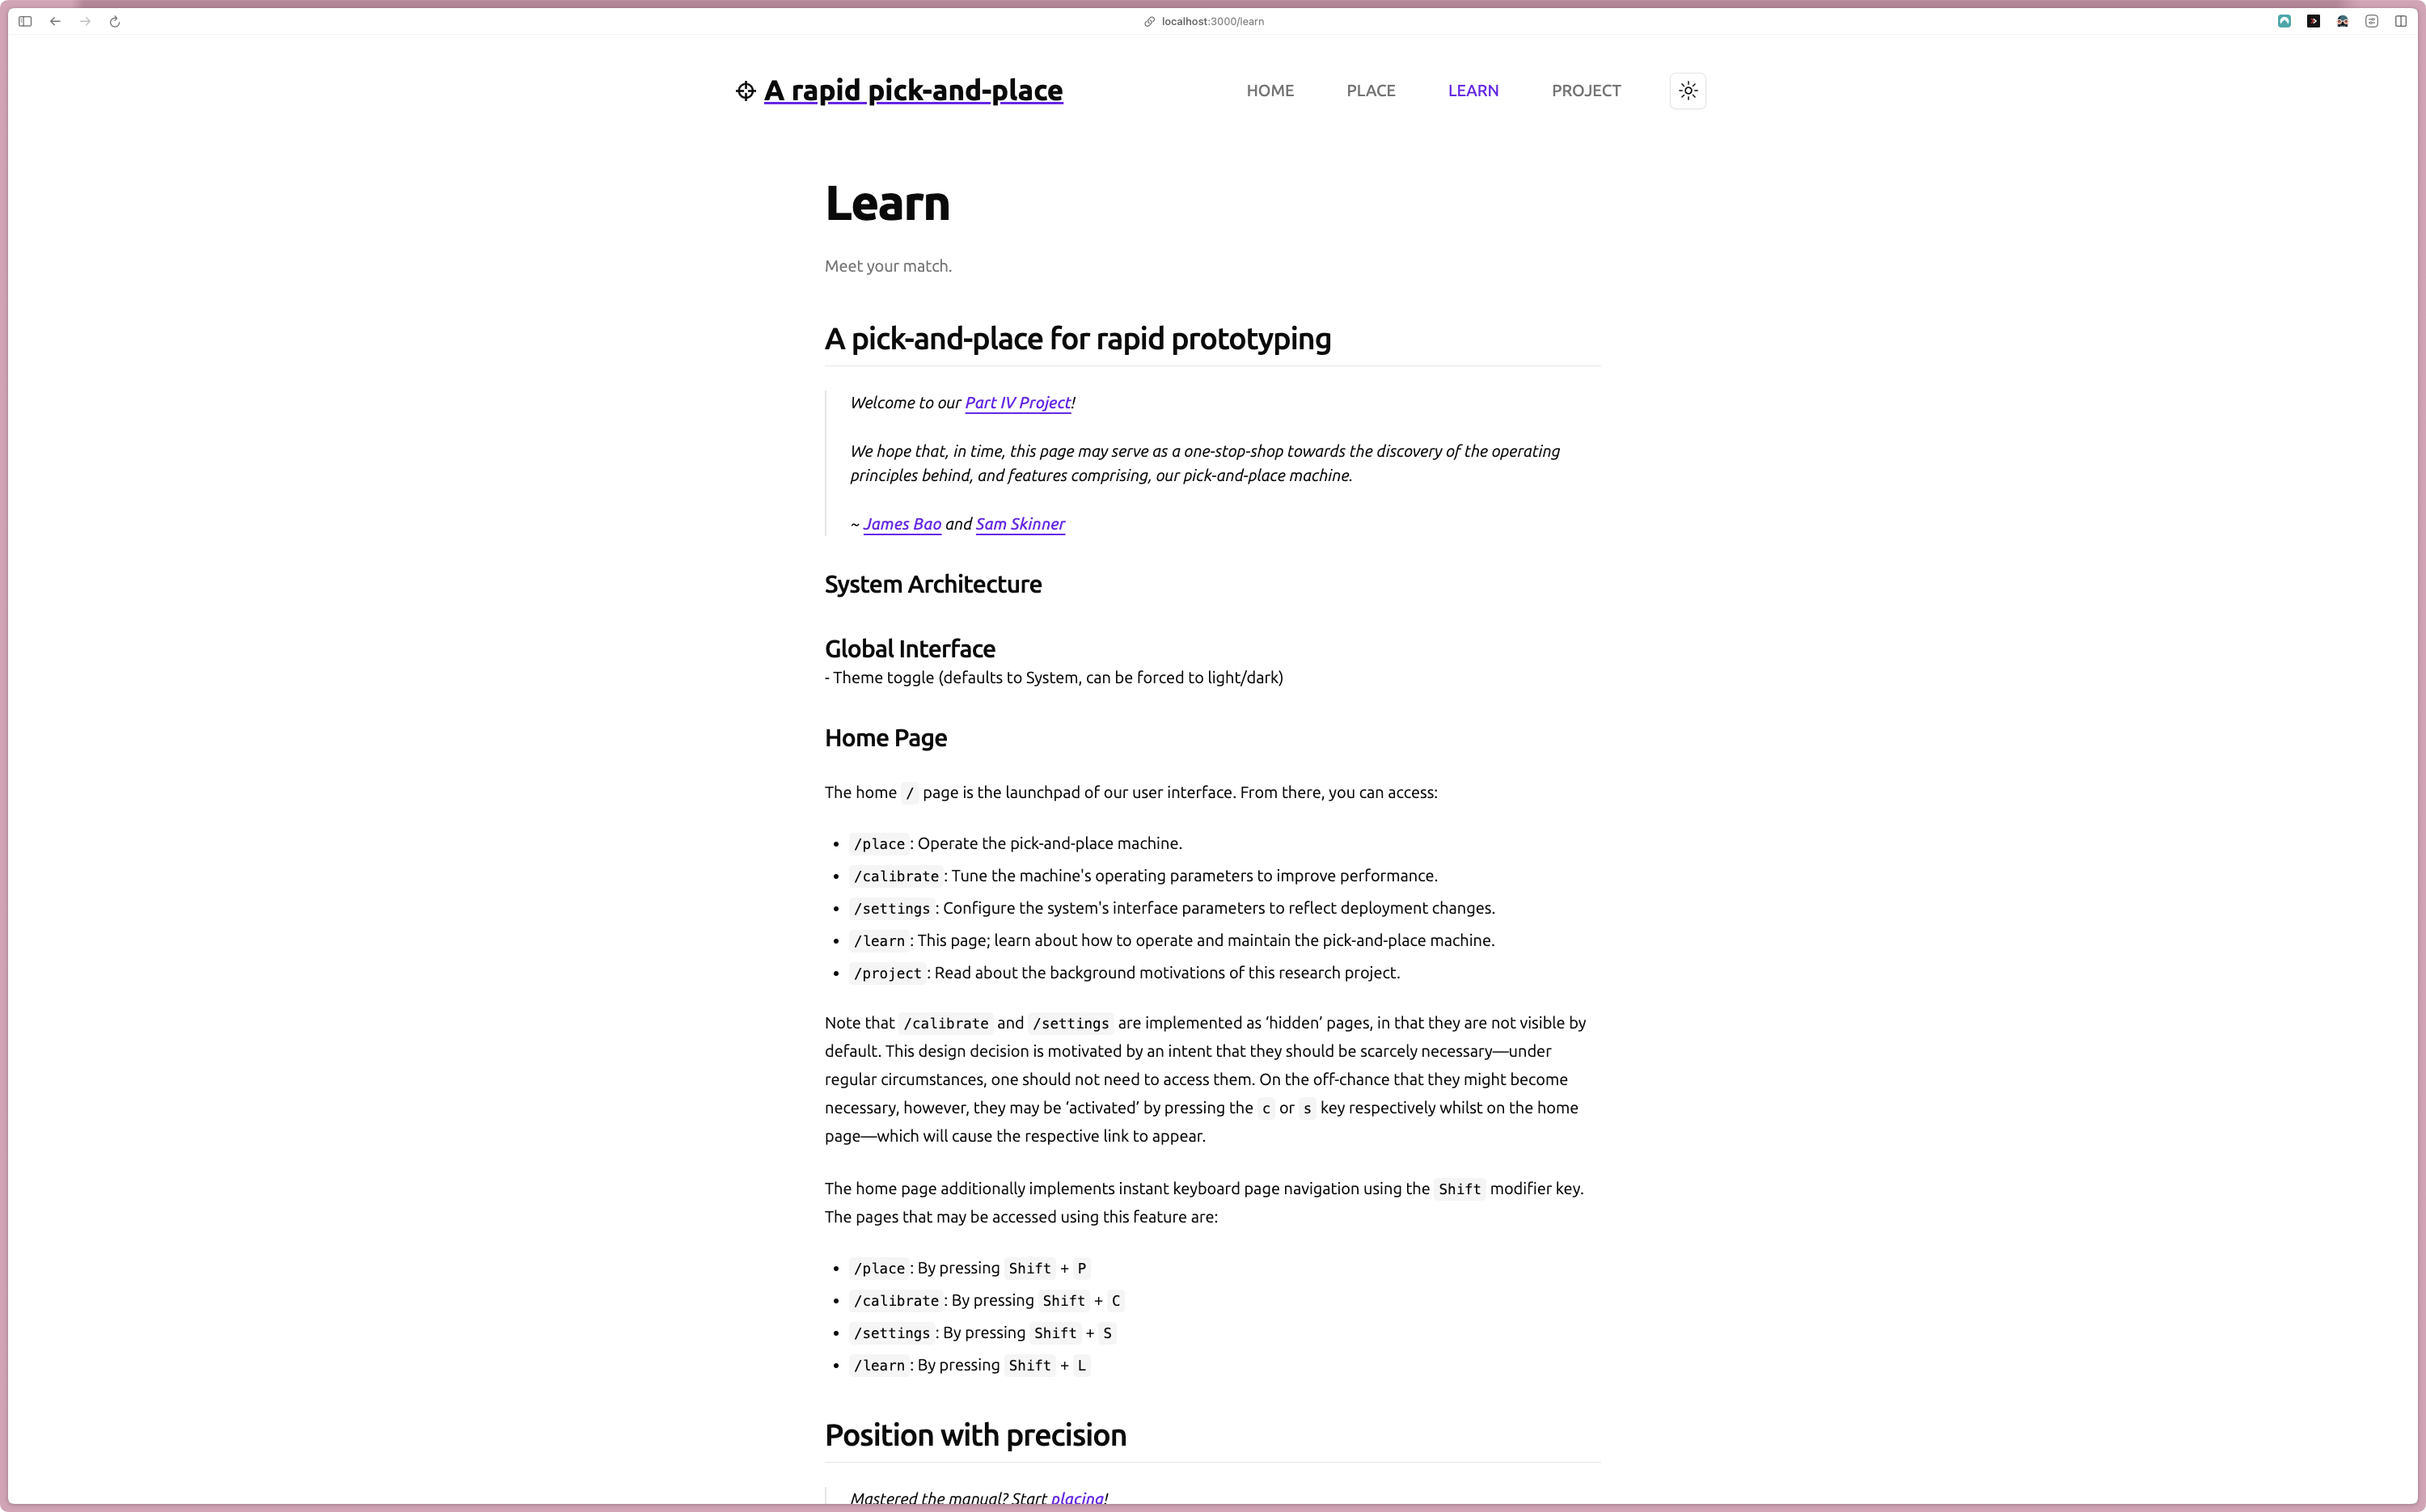 localhost:3000/learn
A rapid pick-and-place
HOME PLACE LEARN PROJECT
Learn
Meet your match.
A pick-and-place for rapid prototyping
Welcome to our Part IV Project!
We hope that, in time, this page may serve as a one-stop-shop towards the discovery of the operating
principles behind, and features comprising, our pick-and-place machine.
~ James Bao and Sam Skinner
System Architecture
Global Interface
- Theme toggle (defaults to System, can be forced to light/dark)
Home Page
The home / page is the launchpad of our user interface. From there, you can access:
• /place: Operate the pick-and-place machine.
• /calibrate: Tune the machine's operating parameters to improve performance.
• /settings: Configure the system's interface parameters to reflect deployment changes.
• /learn: This page; learn about how to operate and maintain the pick-and-place machine.
• /project: Read about the background motivations of this research project.
Note that /calibrate and /settings are implemented as ‘hidden’ pages, in that they are not visible by
default. This design decision is motivated by an intent that they should be scarcely necessary—under
regular circumstances, one should not need to access them. On the off-chance that they might become
necessary, however, they may be ‘activated’ by pressing the c or s key respectively whilst on the home
page—which will cause the respective link to appear.
The home page additionally implements instant keyboard page navigation using the Shift modifier key.
The pages that may be accessed using this feature are:
• /place: By pressing Shift + P
• /calibrate: By pressing Shift + C
• /settings: By pressing Shift + S
• /learn: By pressing Shift + L
Position with precision
Mastered the manual? Start placing!